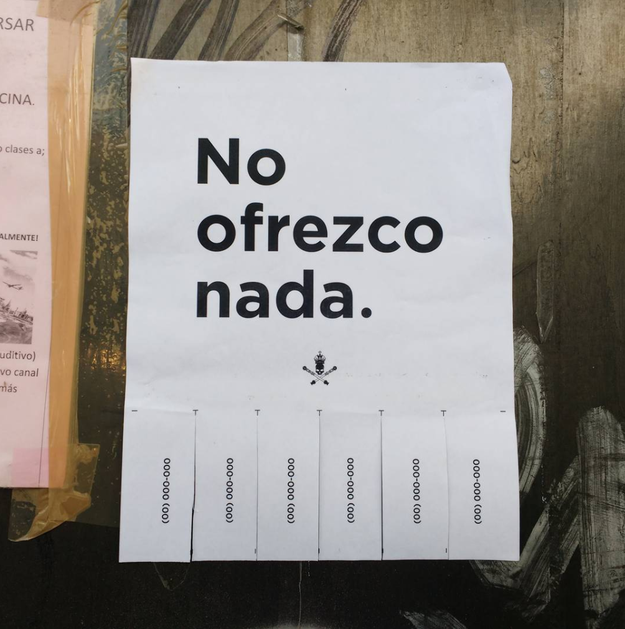 RSAR
CINA.
clases a;
ALMENTE!
uditivo)
vo canal
más
No
ofrezco
nada.
(00) 000-000
(00) 000-000
(00) 000-000
(00) 000-000
(00) 000-000
(00) 000-000